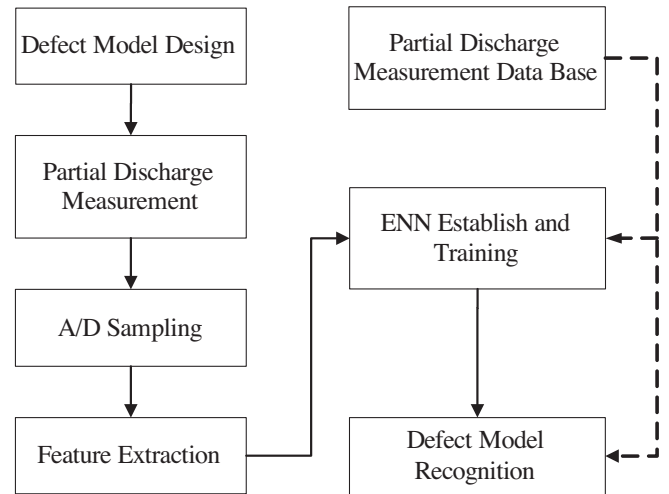 Defect Model Design
Partial Discharge
Measurement
A/D Sampling
Feature Extraction
Partial Discharge
Measurement Data Base
ENN Establish and
Training
Defect Model
Recognition